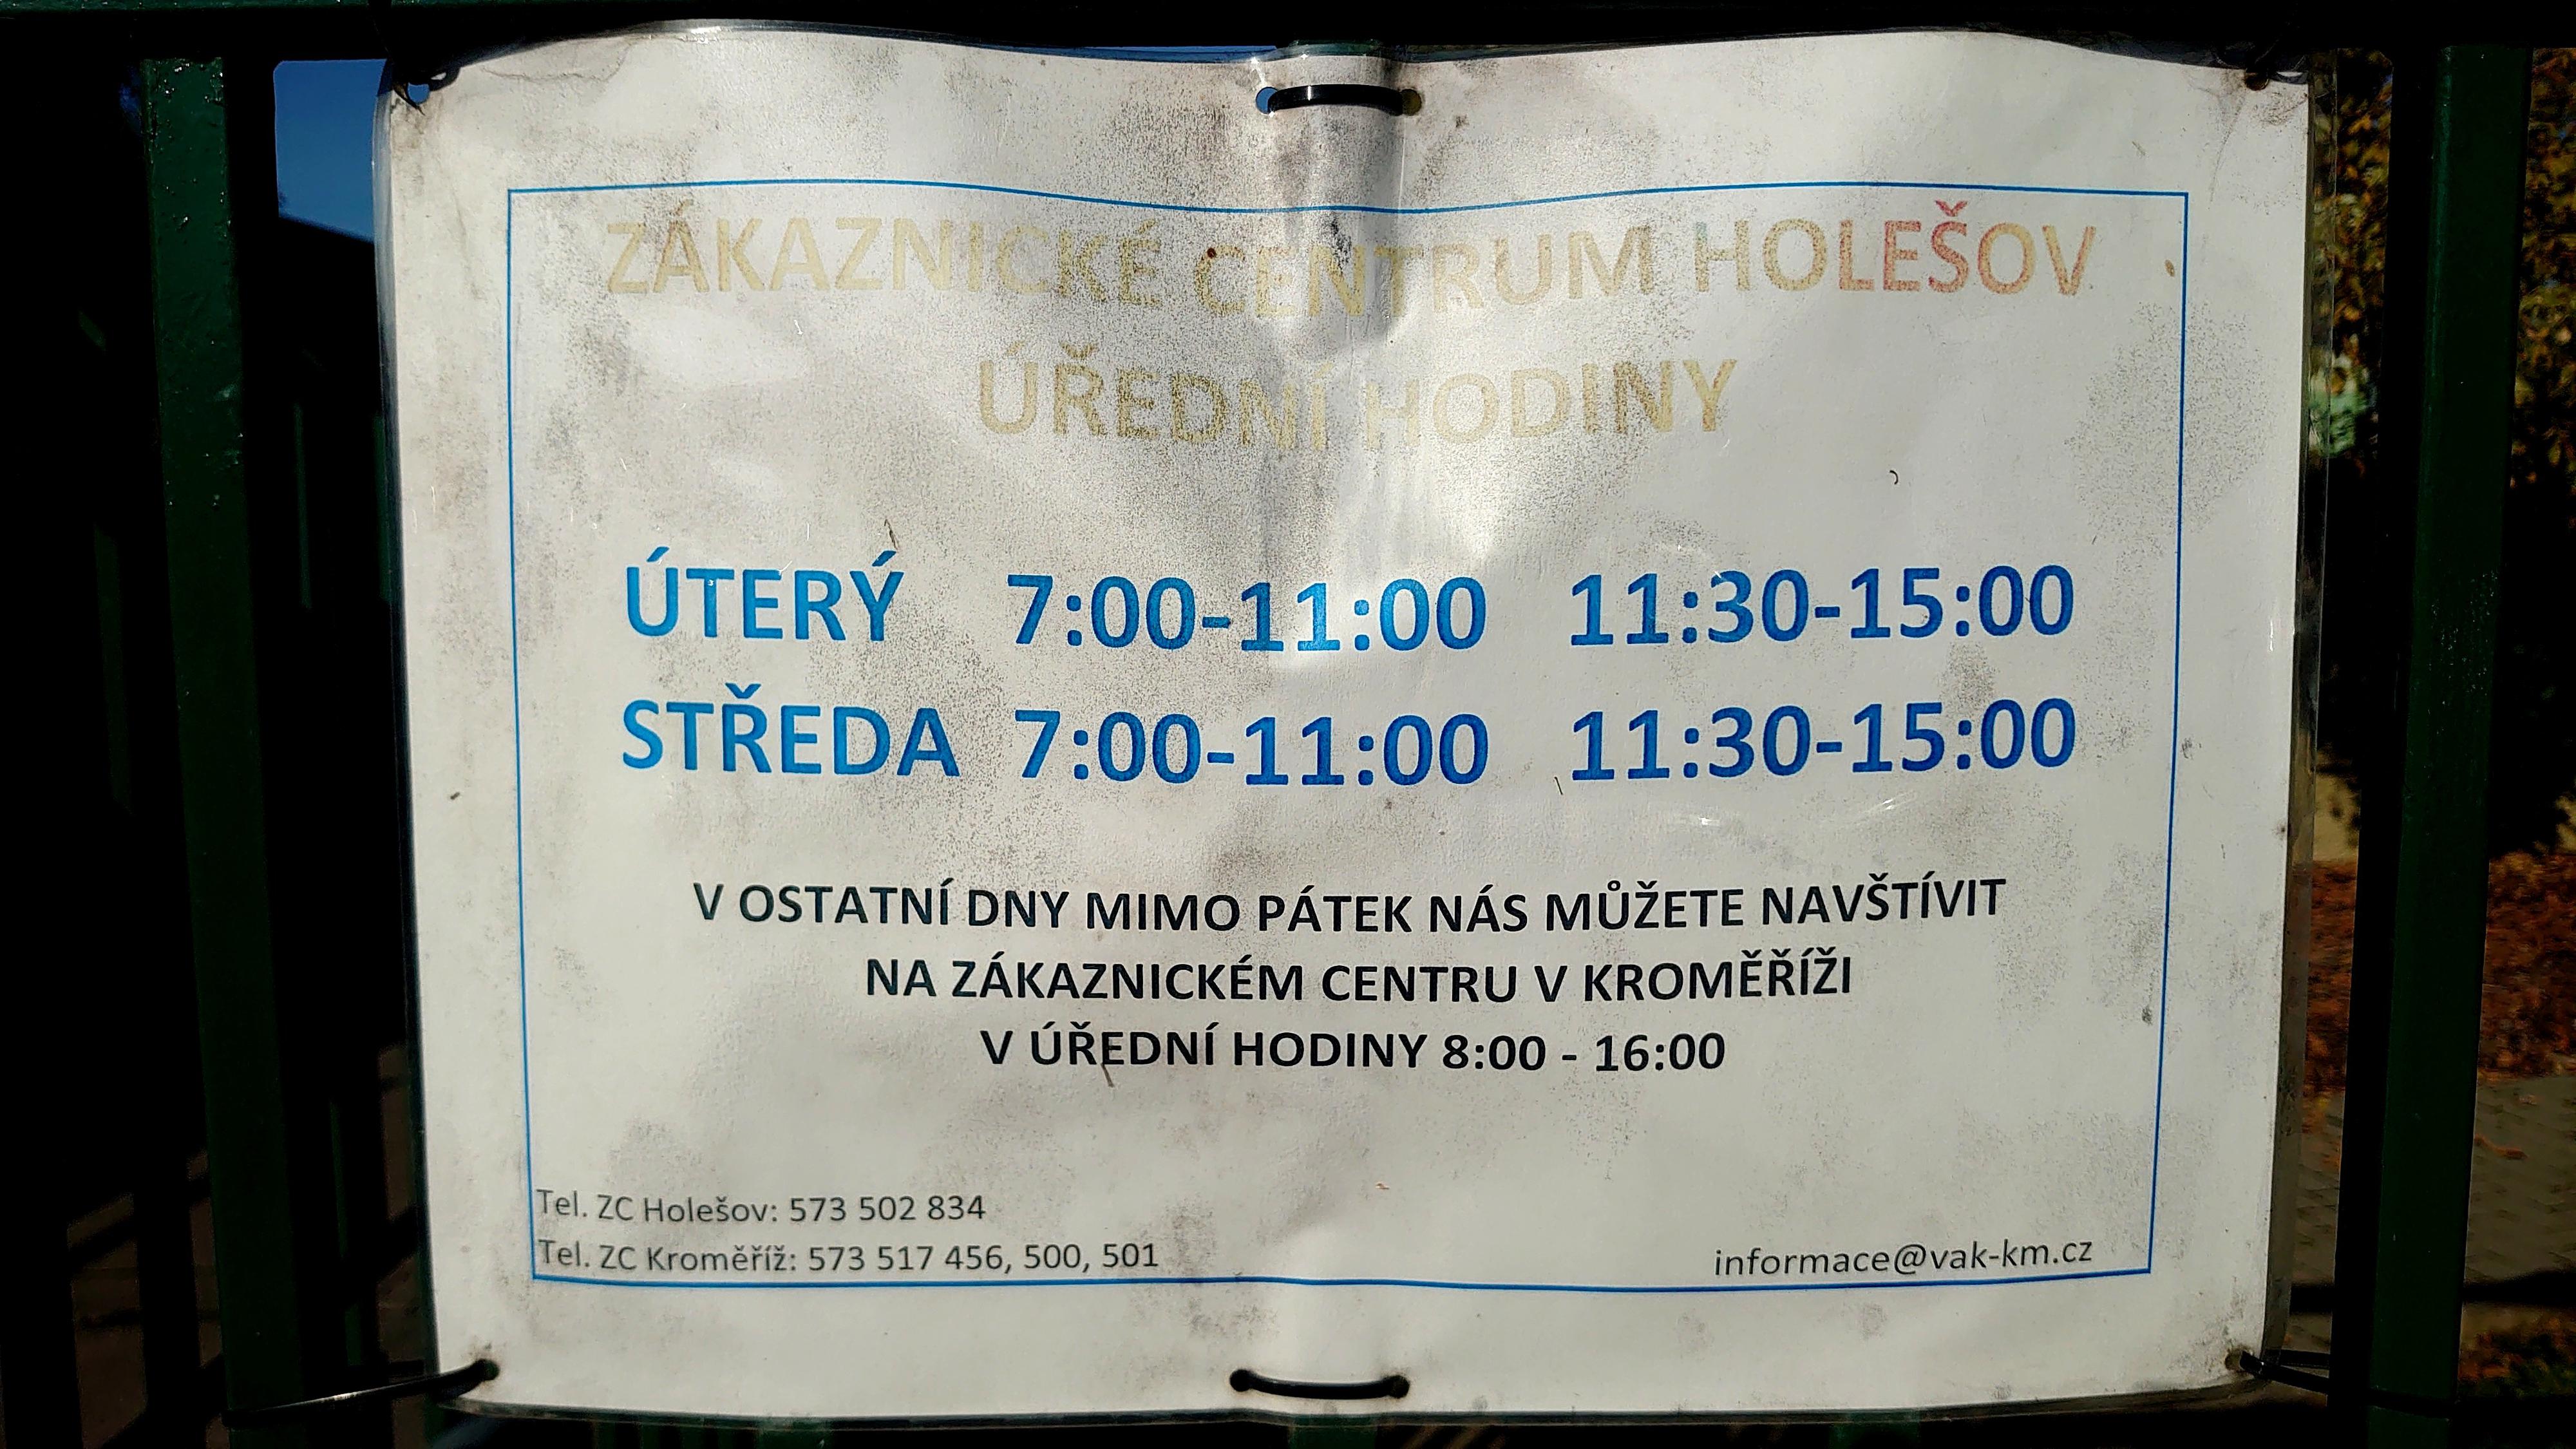 ZÁKAZNICKÉ CENTRUM HOLEŠOV
ÚŘEDNÍ HODINY
ÚTERÝ 7:00-11:00 11:30-15:00
STŘEDA 7:00-11:00 11:30-15:00
V OSTATNÍ DNY MIMO PÁTEK NÁS MŮŽETE NAVŠTÍVIT
NA ZÁKAZNICKÉM CENTRU V KROMĚŘÍŽI
V ÚŘEDNÍ HODINY 8:00 - 16:00
Tel. ZC Holešov: 573 502 834
Tel. ZC Kroměříž: 573 517 456, 500, 501
informace@vak-km.cz